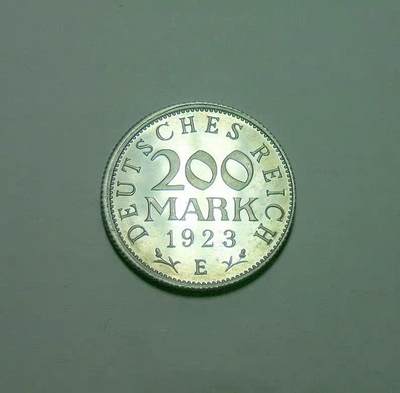 DEUTSCHES REICH
200
MARK
1923
E